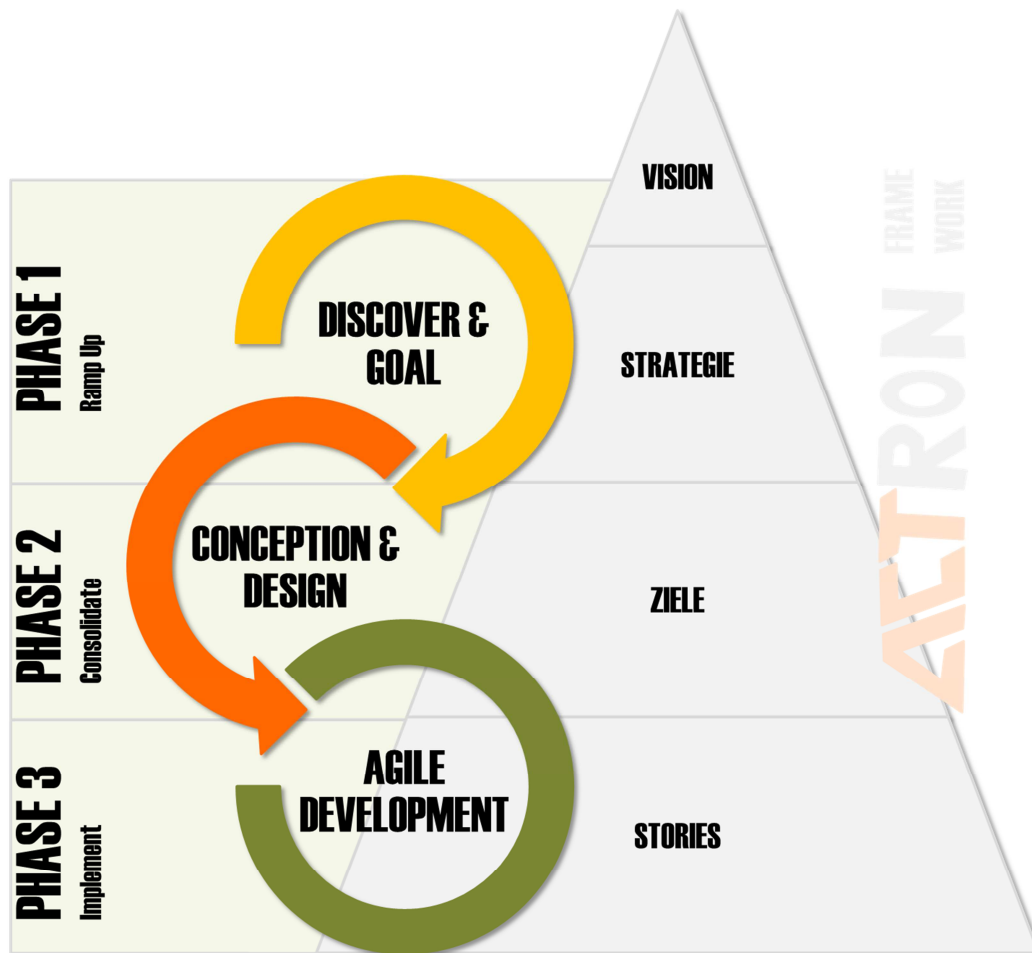 VISION
PHASE 1
Ramp Up
DISCOVER &
GOAL
STRATEGIE
PHASE 2
Consolidate
CONCEPTION &
DESIGN
ZIELE
PHASE 3
Implement
AGILE
DEVELOPMENT
STORIES
ACTRON
FRAME
WORK